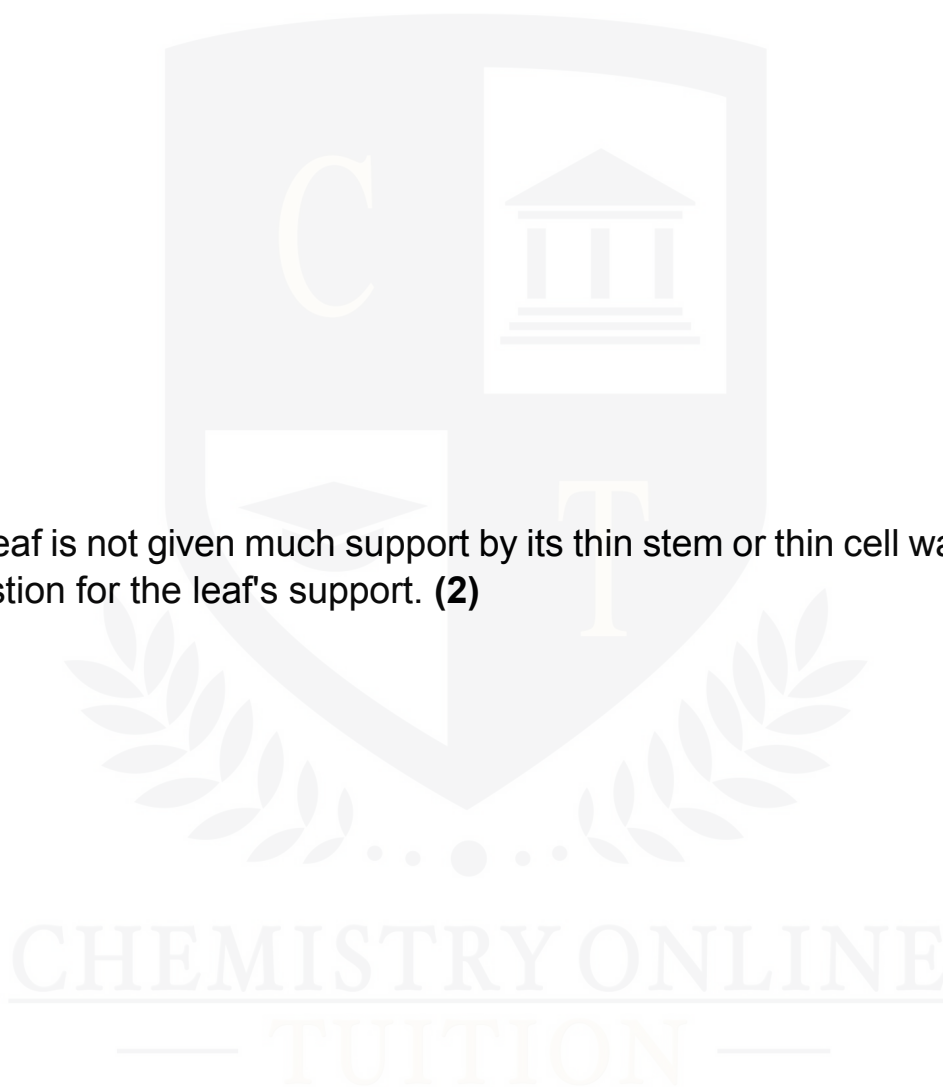 C
T
eaf is not given much support by its thin stem or thin cell wa
stion for the leaf's support. (2)
CHEMISTRY ONLINE
TUITION